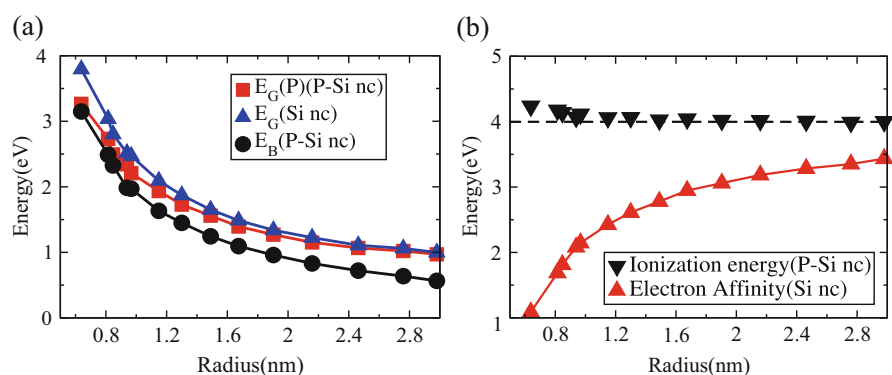 (a)
Energy(eV)
4
3
2
1
0
E_G(P)(P-Si nc)
E_G(Si nc)
E_B(P-Si nc)
0.8 1.2 1.6 2 2.4 2.8
Radius(nm)
(b)
Energy(eV)
5
4
3
2
1
Ionization energy(P-Si nc)
Electron Affinity(Si nc)
0.8 1.2 1.6 2 2.4 2.8
Radius(nm)